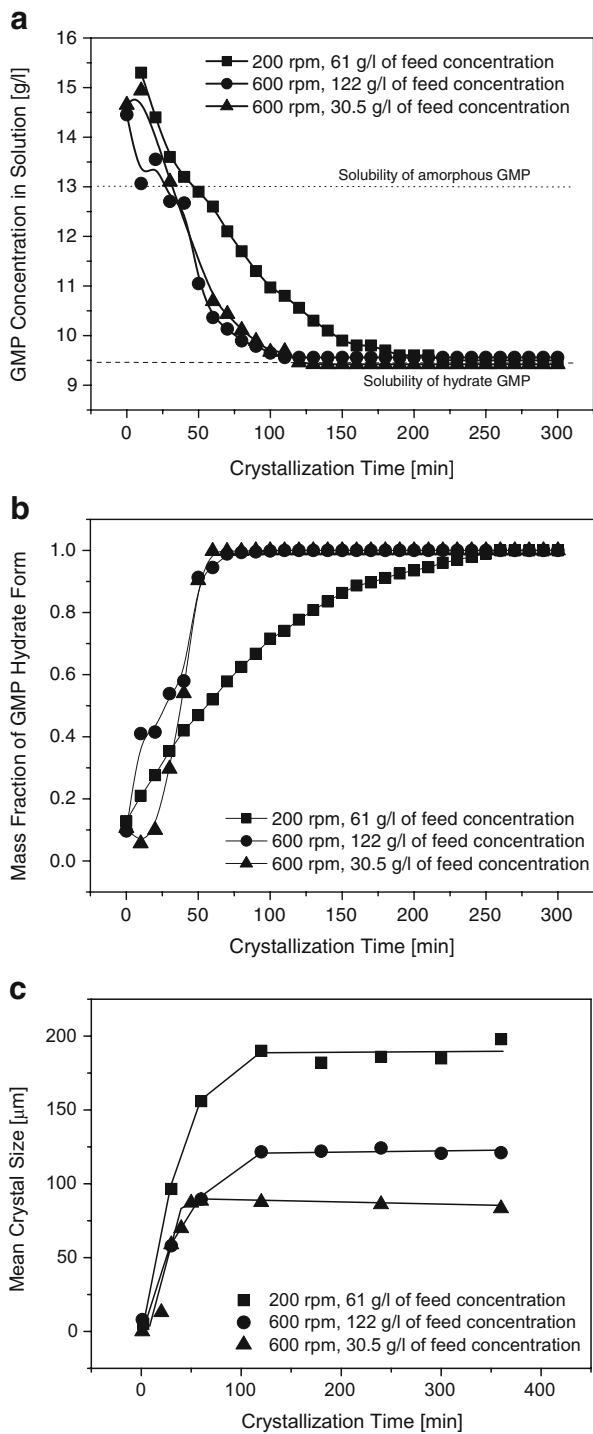 a
16
15
14
13
12
11
10
9
GMP Concentration in Solution [g/l]
200 rpm, 61 g/l of feed concentration
600 rpm, 122 g/l of feed concentration
600 rpm, 30.5 g/l of feed concentration
Solubility of amorphous GMP
Solubility of hydrate GMP
0 50 100 150 200 250 300
Crystallization Time [min]
b
1.0
0.8
0.6
0.4
0.2
0.0
Mass Fraction of GMP Hydrate Form
200 rpm, 61 g/l of feed concentration
600 rpm, 122 g/l of feed concentration
600 rpm, 30.5 g/l of feed concentration
0 50 100 150 200 250 300
Crystallization Time [min]
c
200
150
100
50
0
Mean Crystal Size [μm]
200 rpm, 61 g/l of feed concentration
600 rpm, 122 g/l of feed concentration
600 rpm, 30.5 g/l of feed concentration
0 100 200 300 400
Crystallization Time [min]